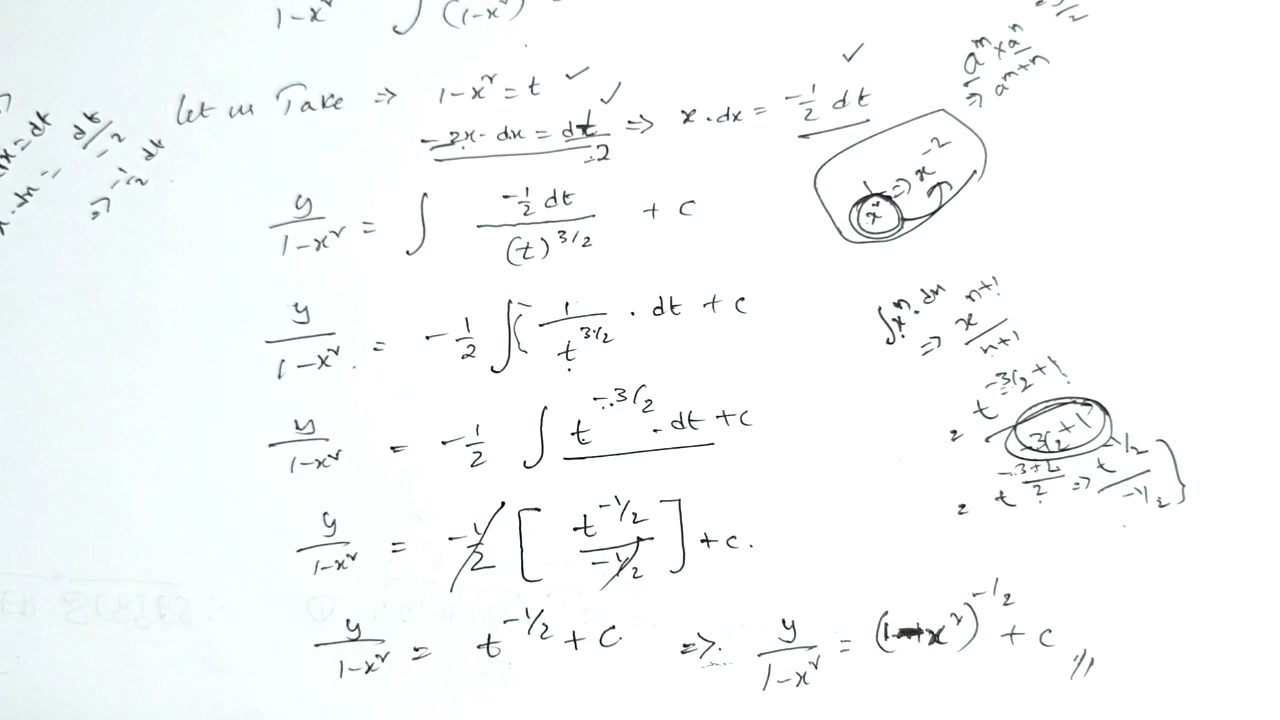 1-x² ∫ (1-x²)
let us Take ⇒ 1-x² = t
-2x·dx = dt ⇒ x·dx = -1/2 dt
y/(1-x²) = ∫ (-1/2 dt)/((t)^3/2) + c
y/(1-x²) = -1/2 ∫ 1/t^3/2 · dt + c
y/(1-x²) = -1/2 ∫ t^-3/2 · dt + c
y/(1-x²) = -1/2 [ t^-1/2 / -1/2 ] + c.
y/(1-x²) = t^-1/2 + c ⇒ y/(1-x²) = (1-x²)^-1/2 + c //
dt/-2
⇒ -1/2 dt
a^m × a^n
⇒ a^m+n
1/x² ⇒ x^-2
∫ x^n · dx
⇒ x^n+1 / n+1
= t^-3/2+1 / -3/2+1
= t^-3+2/2 ⇒ t^-1/2 / -1/2 }